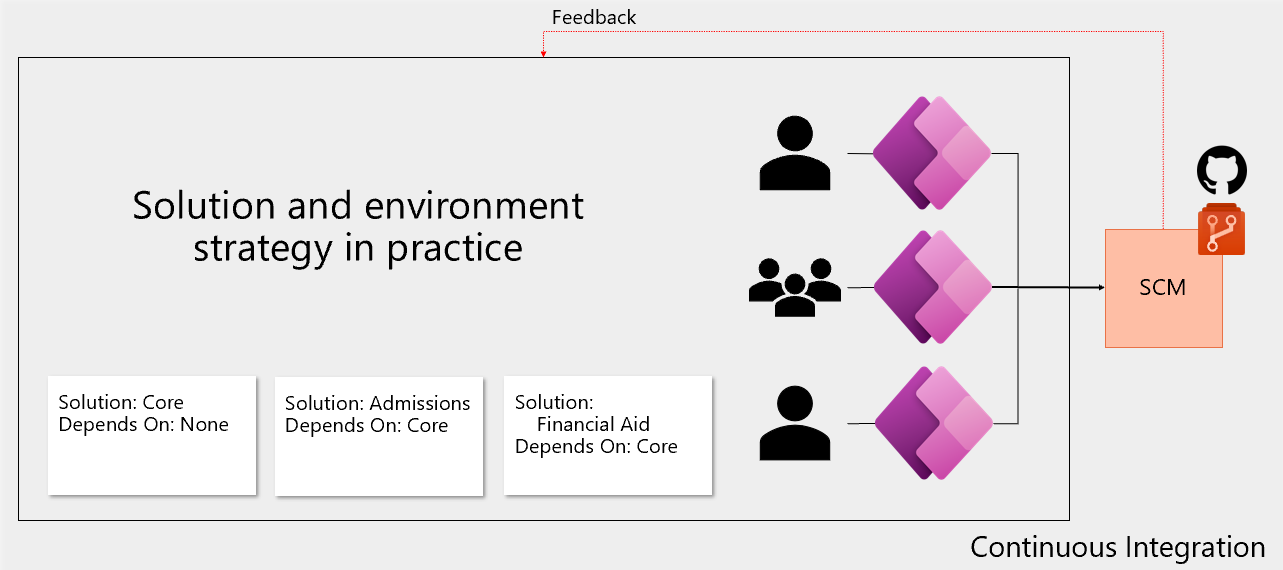 Feedback
Solution and environment
strategy in practice
SCM
Solution: Core
Depends On: None
Solution: Admissions
Depends On: Core
Solution:
Financial Aid
Depends On: Core
Continuous Integration